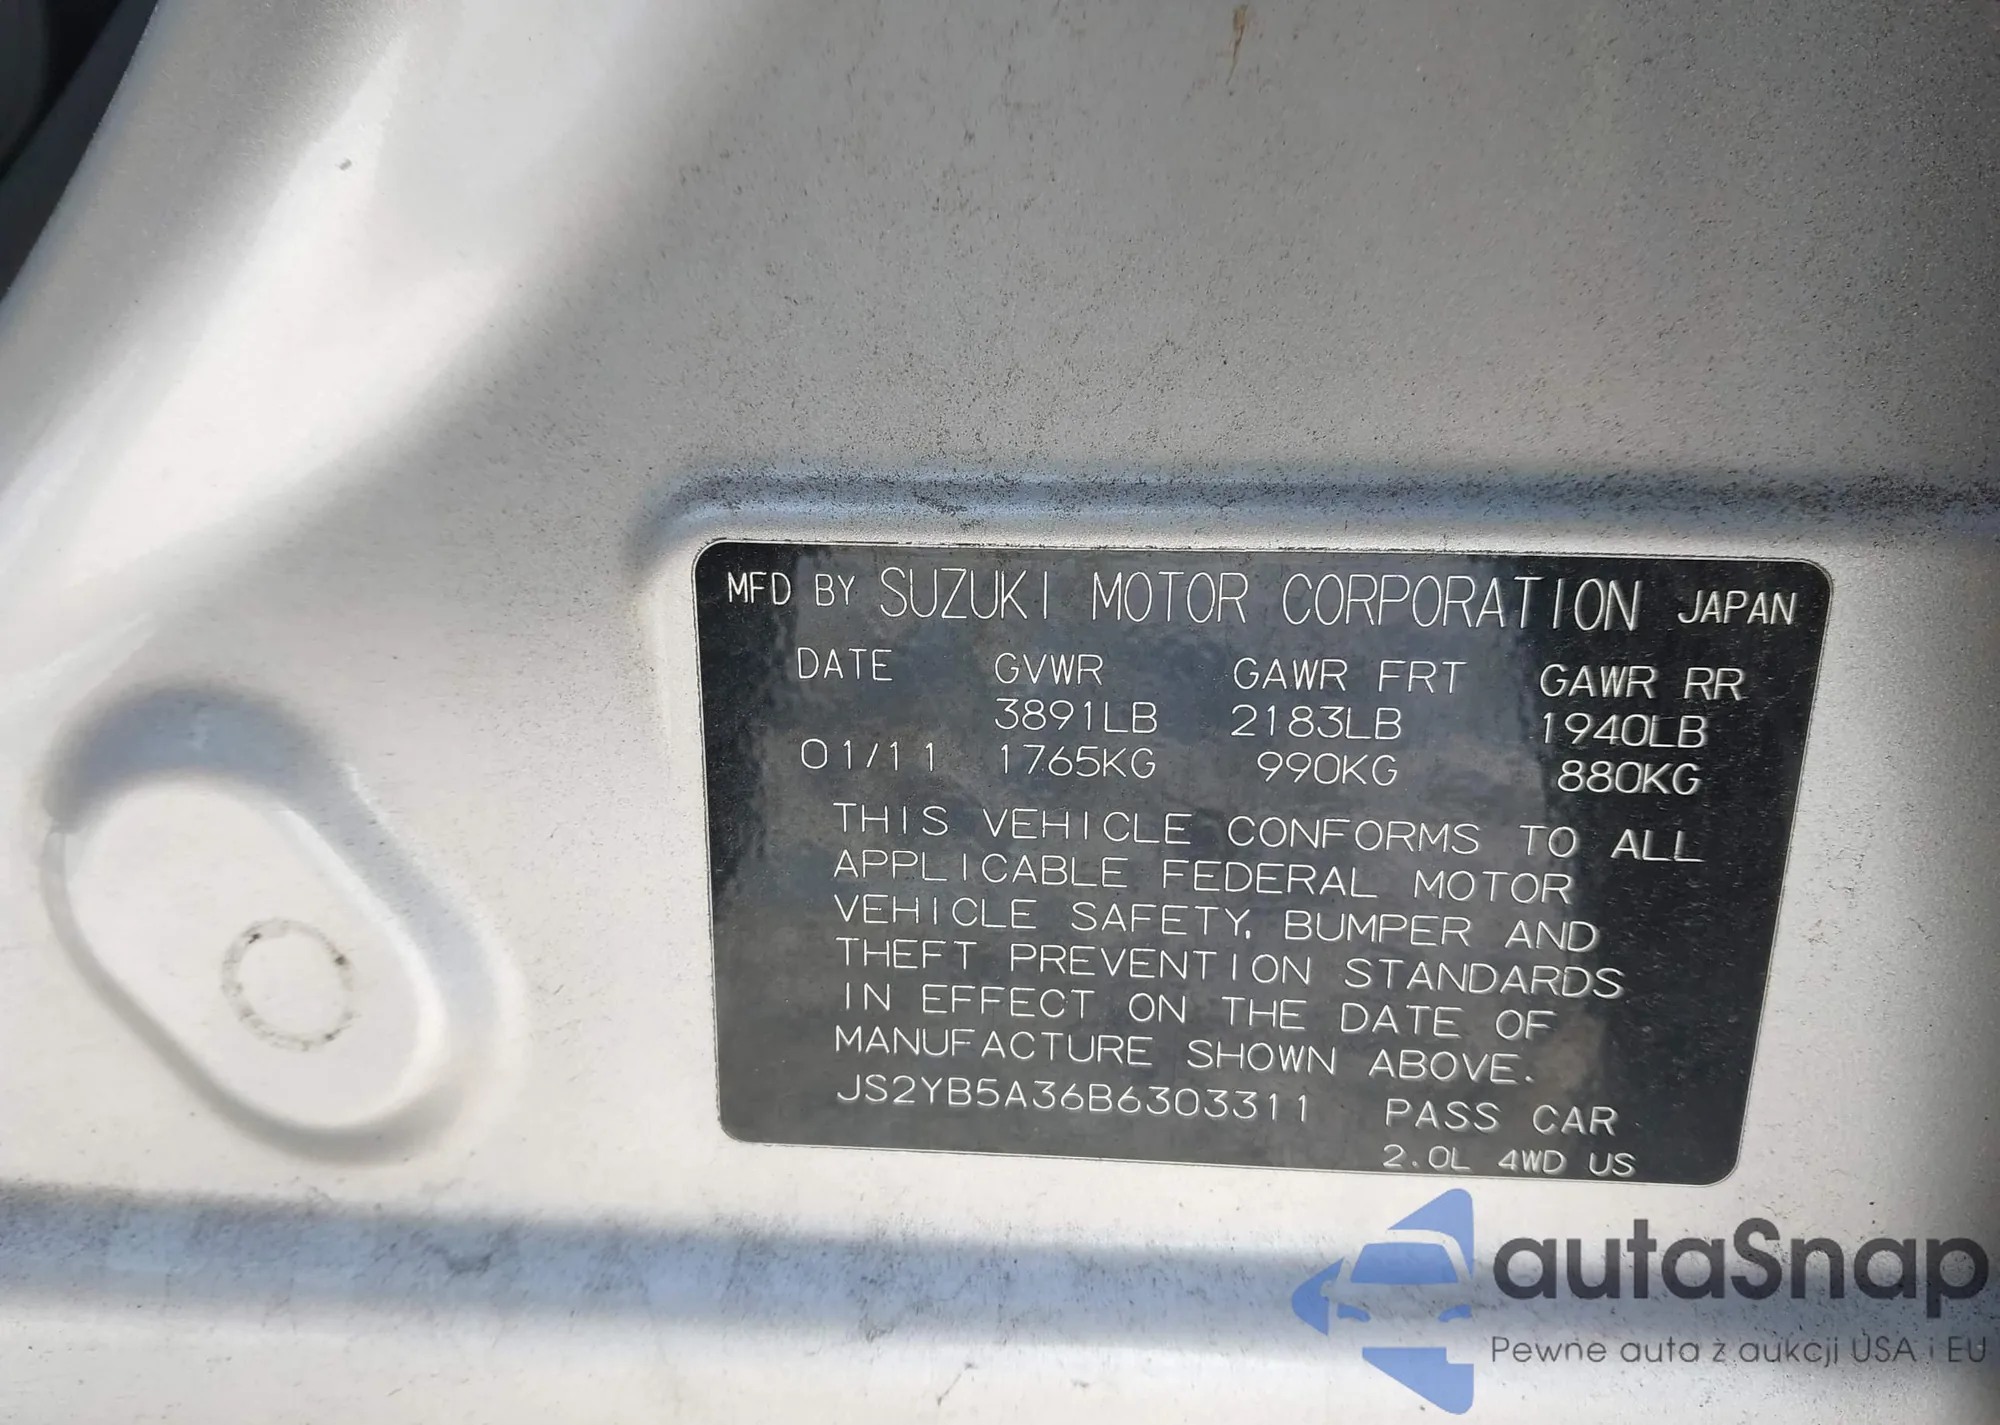 MFD BY SUZUKI MOTOR CORPORATION JAPAN
DATE GVWR GAWR FRT GAWR RR
3891LB 2183LB 1940LB
01/11 1765KG 990KG 880KG
THIS VEHICLE CONFORMS TO ALL
APPLICABLE FEDERAL MOTOR
VEHICLE SAFETY, BUMPER AND
THEFT PREVENTION STANDARDS
IN EFFECT ON THE DATE OF
MANUFACTURE SHOWN ABOVE.
JS2YB5A36B6303311 PASS CAR
2.0L 4WD US
autaSnap
Pewne auta z aukcji USA i EU